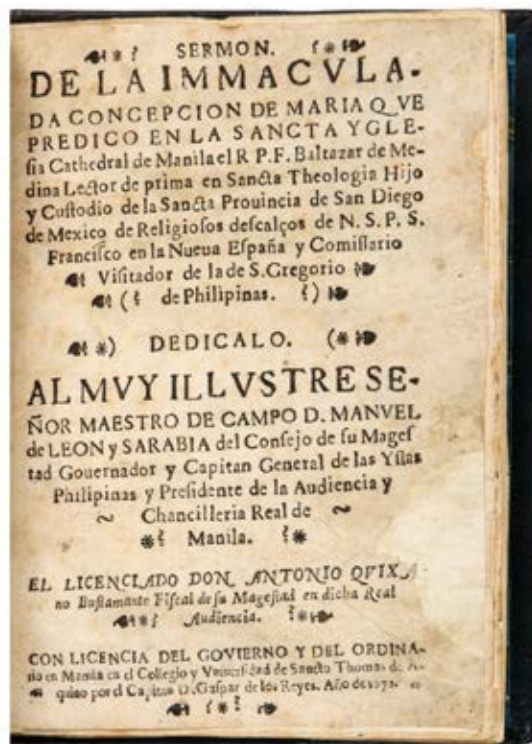 SERMON.
DE LA IMMACVLA-
DA CONCEPCION DE MARIA QVE
PREDICO EN LA SANCTA YGLE-
sia Cathedral de Manila el R P. F. Baltazar de Me-
dina Lector de prima en Sancta Theologia Hijo
y Custodio de la Sancta Prouincia de San Diego
de Mexico de Religiosos descalços de N. S. P. S.
Francisco en la Nueua España y Comissario
Visitador de la de S. Gregorio
( de Philipinas. )
*) DEDICALO. (*
AL MVY ILLVSTRE SE-
ÑOR MAESTRO DE CAMPO D. MANVEL
de LEON y SARABIA del Consejo de su Mages
tad Gouernador y Capitan General de las Yslas
Philipinas y Presidente de la Audiencia y
~ Chancilleria Real de ~
Manila.
EL LICENCIADO DON ANTONIO QVIXA
no Bustamante Fiscal de su Magestad en dicha Real
Audiencia.
CON LICENCIA DEL GOVIERNO Y DEL ORDINA-
rio en Manila en el Collegio y Vniuersidad de Sancto Thomas de
quino por el Capitan D. Gaspar de los Reyes. Año de